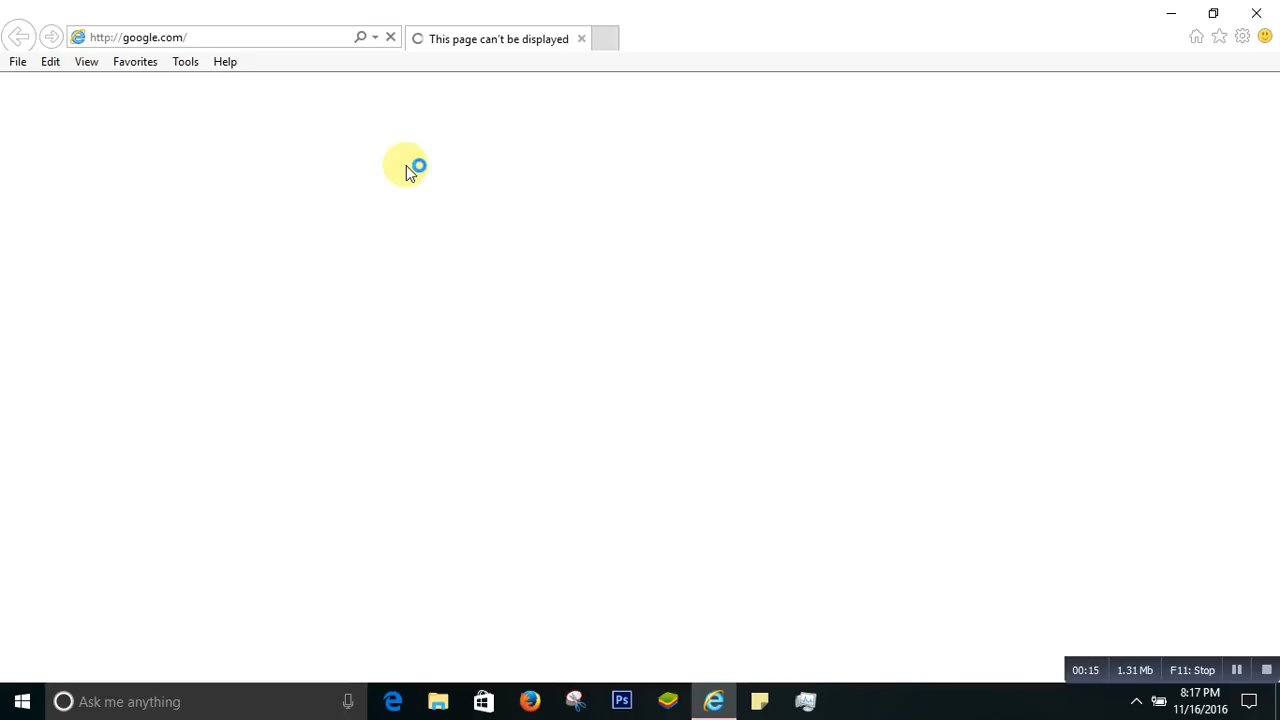 http://google.com/
This page can't be displayed
File Edit View Favorites Tools Help
00:15 1.31 Mb F11: Stop
Ask me anything
Ps
8:17 PM
11/16/2016